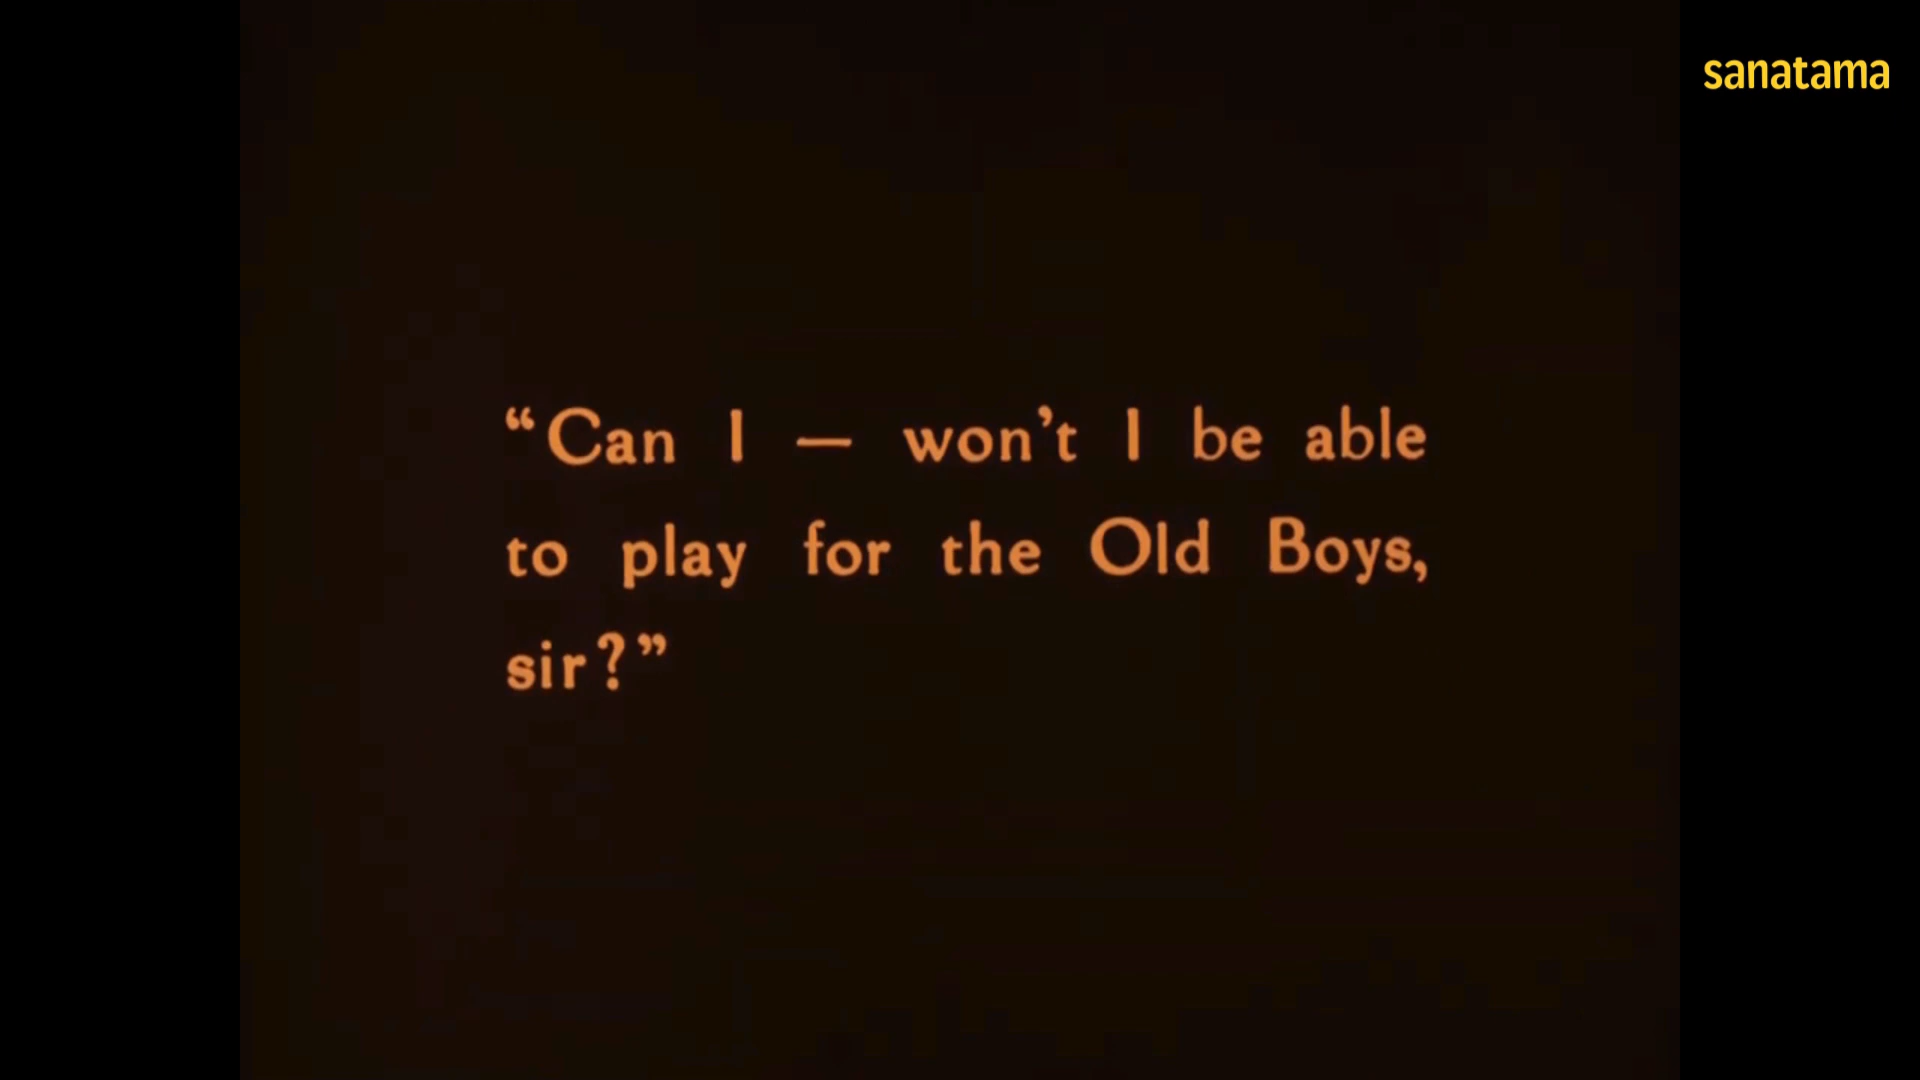 sanatama
“Can I — won’t I be able
to play for the Old Boys,
sir?”